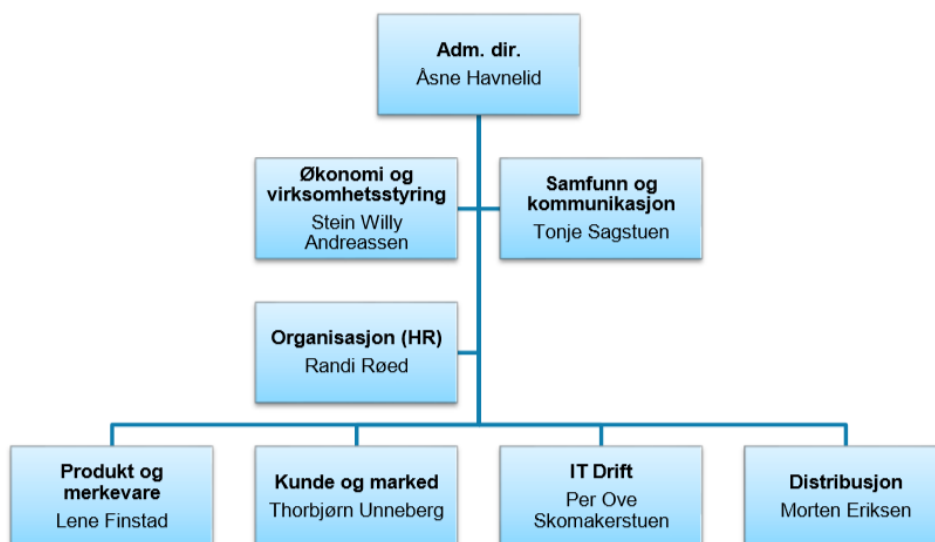 Adm. dir.
Åsne Havnelid
Økonomi og
virksomhetsstyring
Stein Willy
Andreassen
Samfunn og
kommunikasjon
Tonje Sagstuen
Organisasjon (HR)
Randi Røed
Produkt og
merkevare
Lene Finstad
Kunde og marked
Thorbjørn Unneberg
IT Drift
Per Ove
Skomakerstuen
Distribusjon
Morten Eriksen